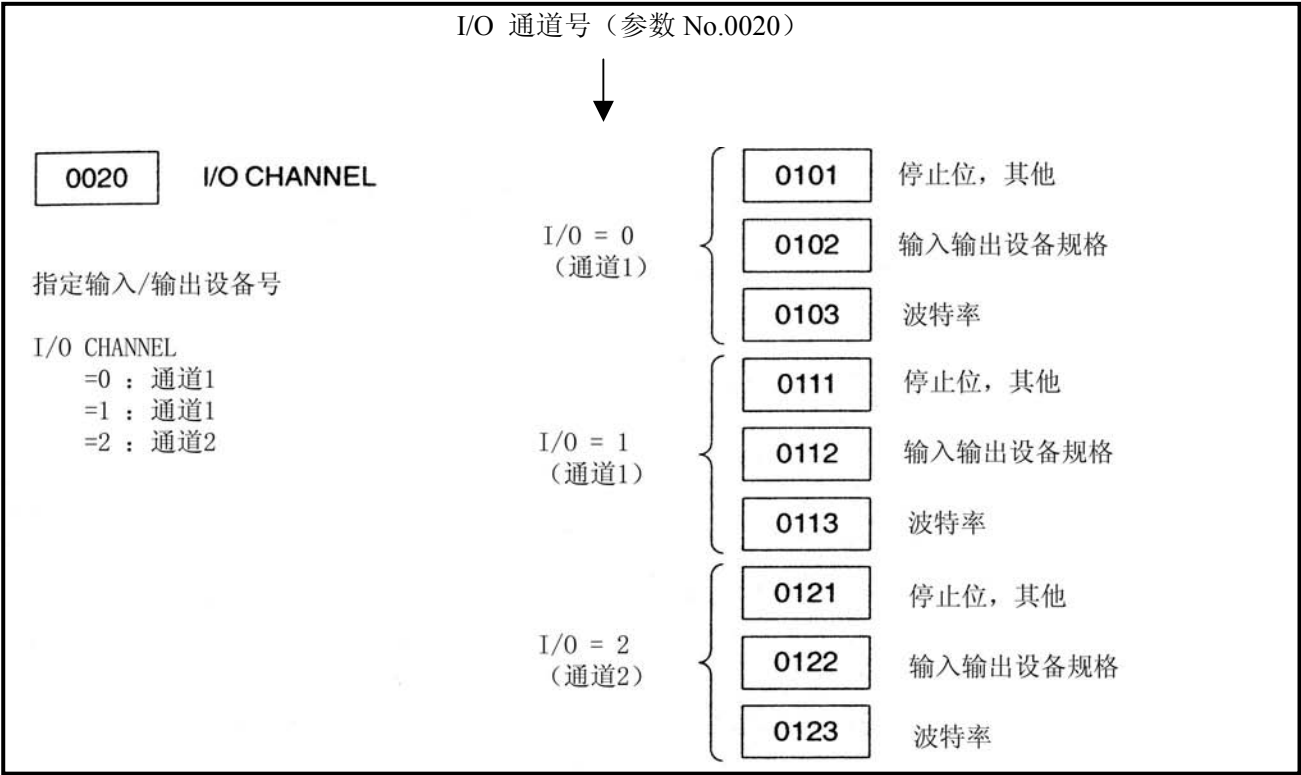 I/O 通道号（参数 No.0020）
0020 I/O CHANNEL
指定输入/输出设备号
I/O CHANNEL
=0 ：通道1
=1 ：通道1
=2 ：通道2
I/O = 0
（通道1）
0101 停止位，其他
0102 输入输出设备规格
0103 波特率
I/O = 1
（通道1）
0111 停止位，其他
0112 输入输出设备规格
0113 波特率
I/O = 2
（通道2）
0121 停止位，其他
0122 输入输出设备规格
0123 波特率